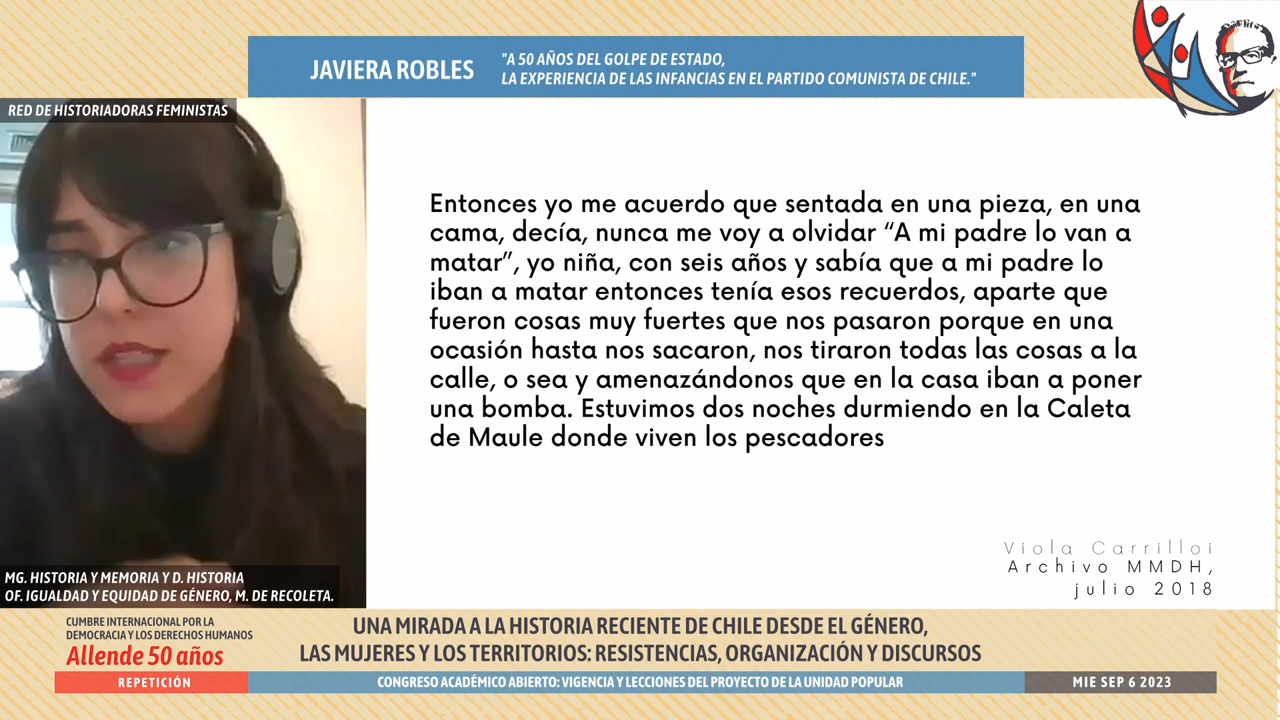 JAVIERA ROBLES
"A 50 AÑOS DEL GOLPE DE ESTADO,
LA EXPERIENCIA DE LAS INFANCIAS EN EL PARTIDO COMUNISTA DE CHILE."
RED DE HISTORIADORAS FEMINISTAS
Entonces yo me acuerdo que sentada en una pieza, en una
cama, decía, nunca me voy a olvidar “A mi padre lo van a
matar”, yo niña, con seis años y sabía que a mi padre lo
iban a matar entonces tenía esos recuerdos, aparte que
fueron cosas muy fuertes que nos pasaron porque en una
ocasión hasta nos sacaron, nos tiraron todas las cosas a la
calle, o sea y amenazándonos que en la casa iban a poner
una bomba. Estuvimos dos noches durmiendo en la Caleta
de Maule donde viven los pescadores
Viola Carrilloi
Archivo MMDH,
julio 2018
MG. HISTORIA Y MEMORIA Y D. HISTORIA
OF. IGUALDAD Y EQUIDAD DE GÉNERO, M. DE RECOLETA.
CUMBRE INTERNACIONAL POR LA
DEMOCRACIA Y LOS DERECHOS HUMANOS
Allende 50 años
UNA MIRADA A LA HISTORIA RECIENTE DE CHILE DESDE EL GÉNERO,
LAS MUJERES Y LOS TERRITORIOS: RESISTENCIAS, ORGANIZACIÓN Y DISCURSOS
REPETICIÓN
CONGRESO ACADÉMICO ABIERTO: VIGENCIA Y LECCIONES DEL PROYECTO DE LA UNIDAD POPULAR
MIE SEP 6 2023